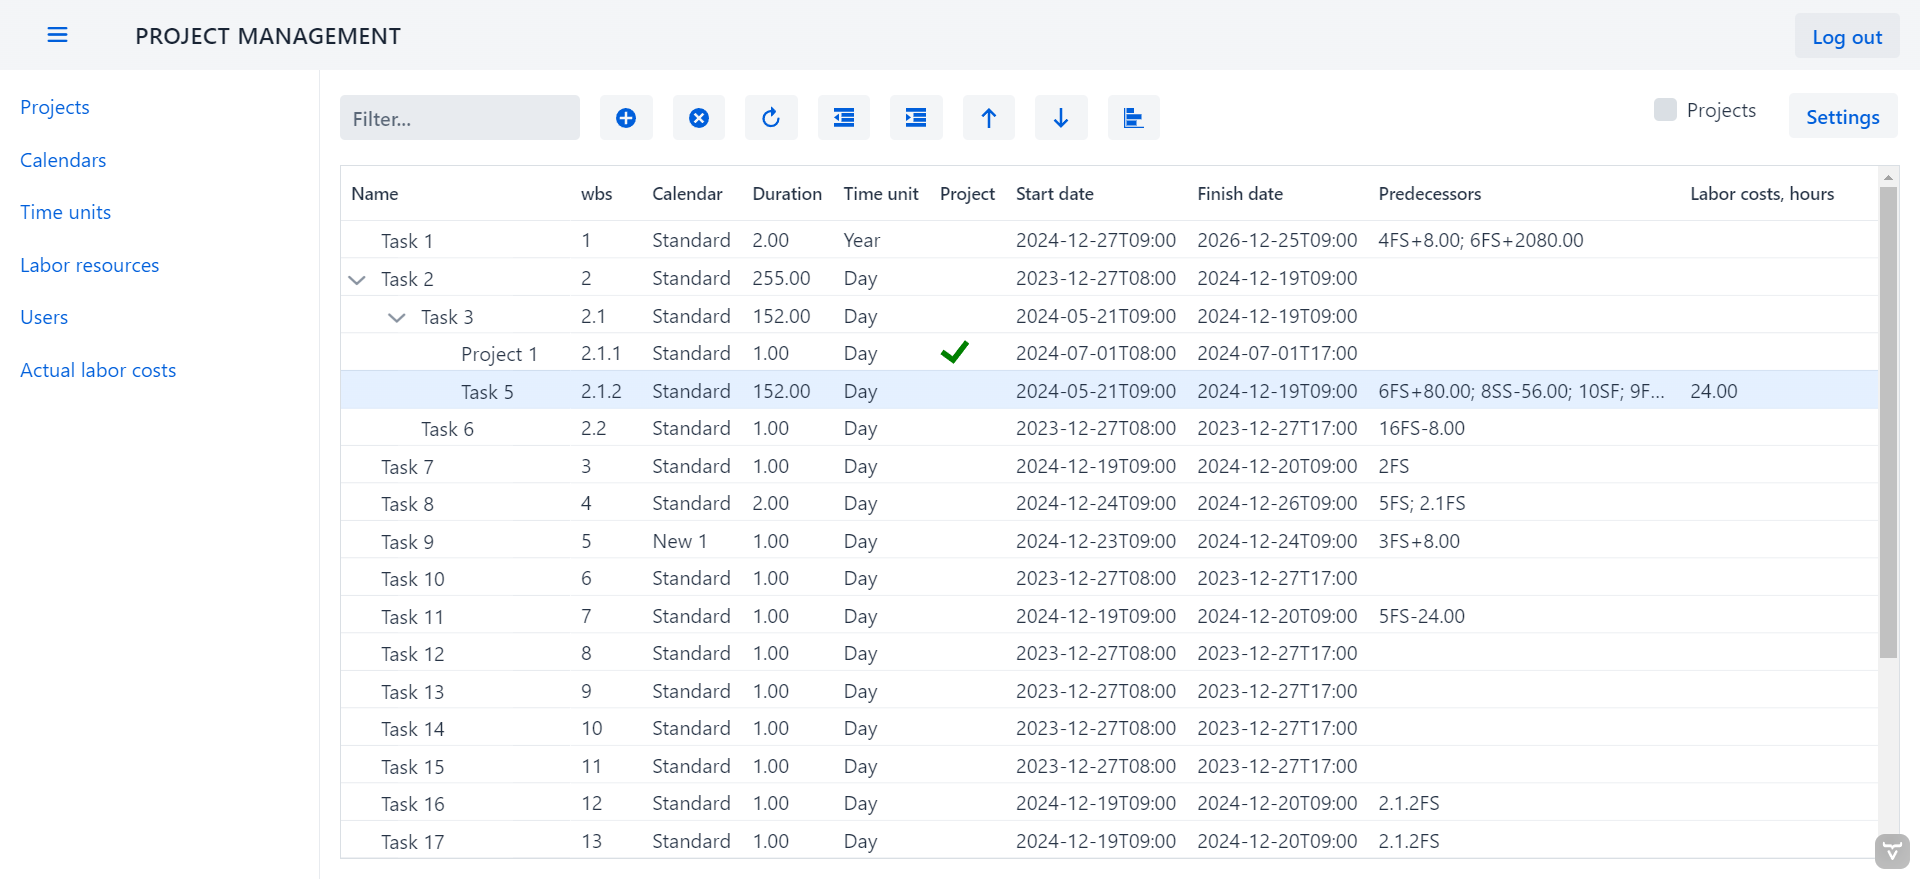 PROJECT MANAGEMENT
Log out
Projects
Calendars
Time units
Labor resources
Users
Actual labor costs
Filter...
Projects
Settings
Name wbs Calendar Duration Time unit Project Start date Finish date Predecessors Labor costs, hours
Task 1 1 Standard 2.00 Year 2024-12-27T09:00 2026-12-25T09:00 4FS+8.00; 6FS+2080.00
Task 2 2 Standard 255.00 Day 2023-12-27T08:00 2024-12-19T09:00
Task 3 2.1 Standard 152.00 Day 2024-05-21T09:00 2024-12-19T09:00
Project 1 2.1.1 Standard 1.00 Day 2024-07-01T08:00 2024-07-01T17:00
Task 5 2.1.2 Standard 152.00 Day 2024-05-21T09:00 2024-12-19T09:00 6FS+80.00; 8SS-56.00; 10SF; 9F... 24.00
Task 6 2.2 Standard 1.00 Day 2023-12-27T08:00 2023-12-27T17:00 16FS-8.00
Task 7 3 Standard 1.00 Day 2024-12-19T09:00 2024-12-20T09:00 2FS
Task 8 4 Standard 2.00 Day 2024-12-24T09:00 2024-12-26T09:00 5FS; 2.1FS
Task 9 5 New 1 1.00 Day 2024-12-23T09:00 2024-12-24T09:00 3FS+8.00
Task 10 6 Standard 1.00 Day 2023-12-27T08:00 2023-12-27T17:00
Task 11 7 Standard 1.00 Day 2024-12-19T09:00 2024-12-20T09:00 5FS-24.00
Task 12 8 Standard 1.00 Day 2023-12-27T08:00 2023-12-27T17:00
Task 13 9 Standard 1.00 Day 2023-12-27T08:00 2023-12-27T17:00
Task 14 10 Standard 1.00 Day 2023-12-27T08:00 2023-12-27T17:00
Task 15 11 Standard 1.00 Day 2023-12-27T08:00 2023-12-27T17:00
Task 16 12 Standard 1.00 Day 2024-12-19T09:00 2024-12-20T09:00 2.1.2FS
Task 17 13 Standard 1.00 Day 2024-12-19T09:00 2024-12-20T09:00 2.1.2FS